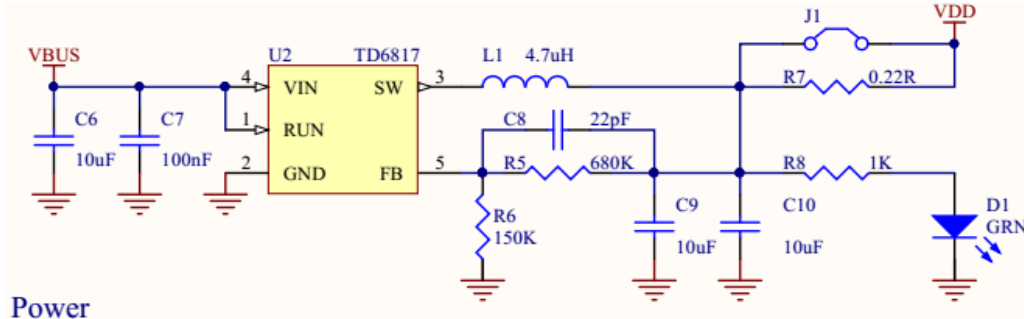 J1
VDD
VBUS
U2
TD6817
L1
4.7uH
4
VIN
SW
3
R7
0.22R
C6
C7
1
RUN
C8
22pF
10uF
100nF
2
GND
FB
5
R5
680K
R8
1K
R6
150K
C9
C10
D1
GRN
10uF
10uF
Power